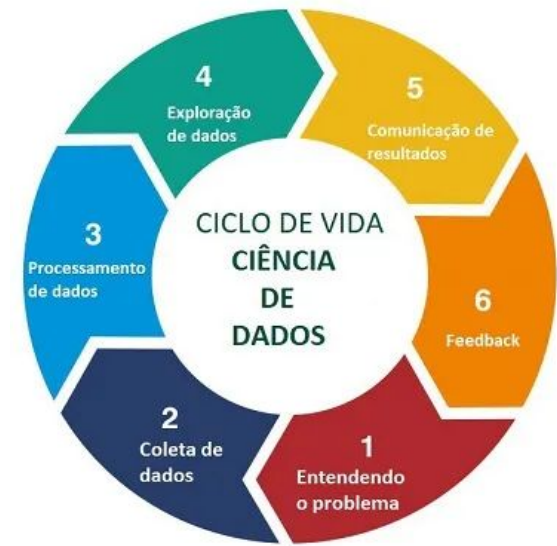 CICLO DE VIDA
CIÊNCIA
DE
DADOS
1
Entendendo
o problema
2
Coleta de
dados
3
Processamento
de dados
4
Exploração
de dados
5
Comunicação de
resultados
6
Feedback